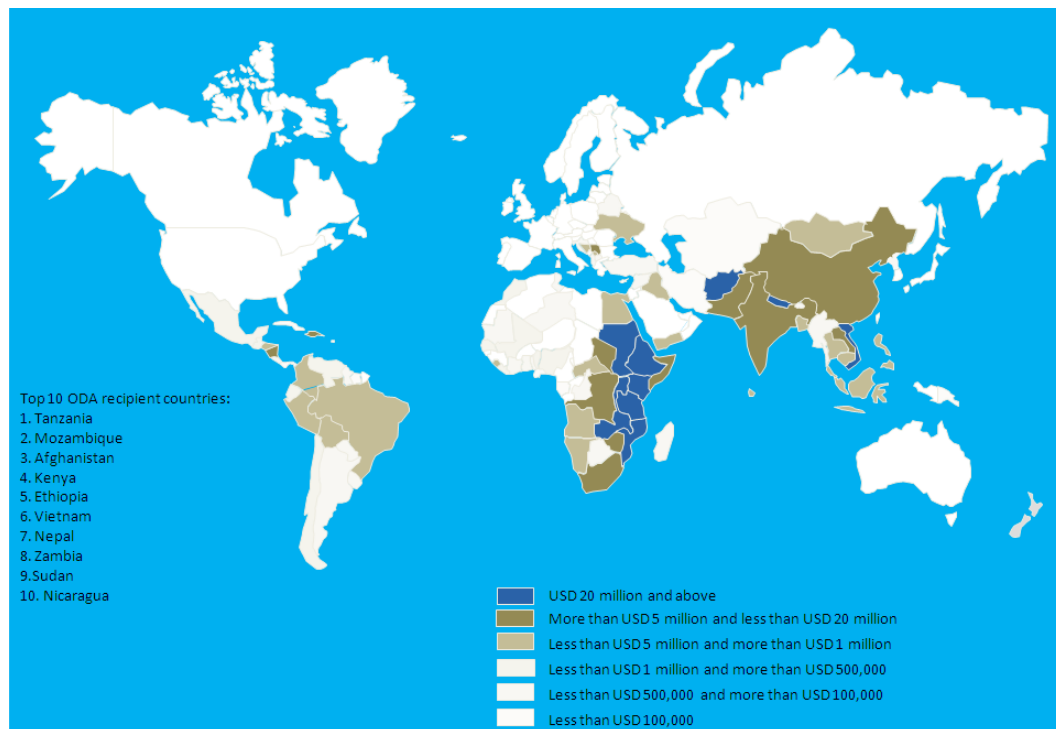 Top 10 ODA recipient countries:
1. Tanzania
2. Mozambique
3. Afghanistan
4. Kenya
5. Ethiopia
6. Vietnam
7. Nepal
8. Zambia
9.Sudan
10. Nicaragua
USD 20 million and above
More than USD 5 million and less than USD 20 million
Less than USD 5 million and more than USD 1 million
Less than USD 1 million and more than USD 500,000
Less than USD 500,000 and more than USD 100,000
Less than USD 100,000